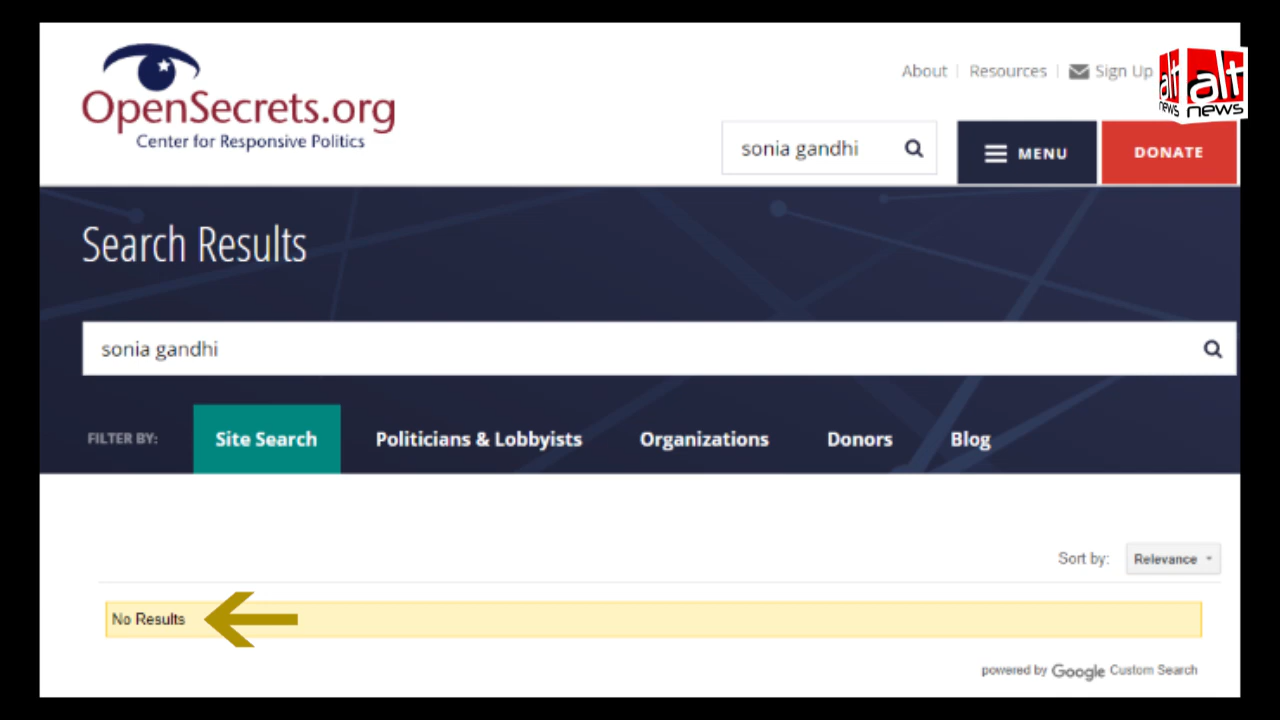 OpenSecrets.org
Center for Responsive Politics
About | Resources | Sign Up
alt alt
news news
sonia gandhi
MENU
DONATE
Search Results
sonia gandhi
FILTER BY: Site Search Politicians & Lobbyists Organizations Donors Blog
Sort by: Relevance
No Results
powered by Google Custom Search